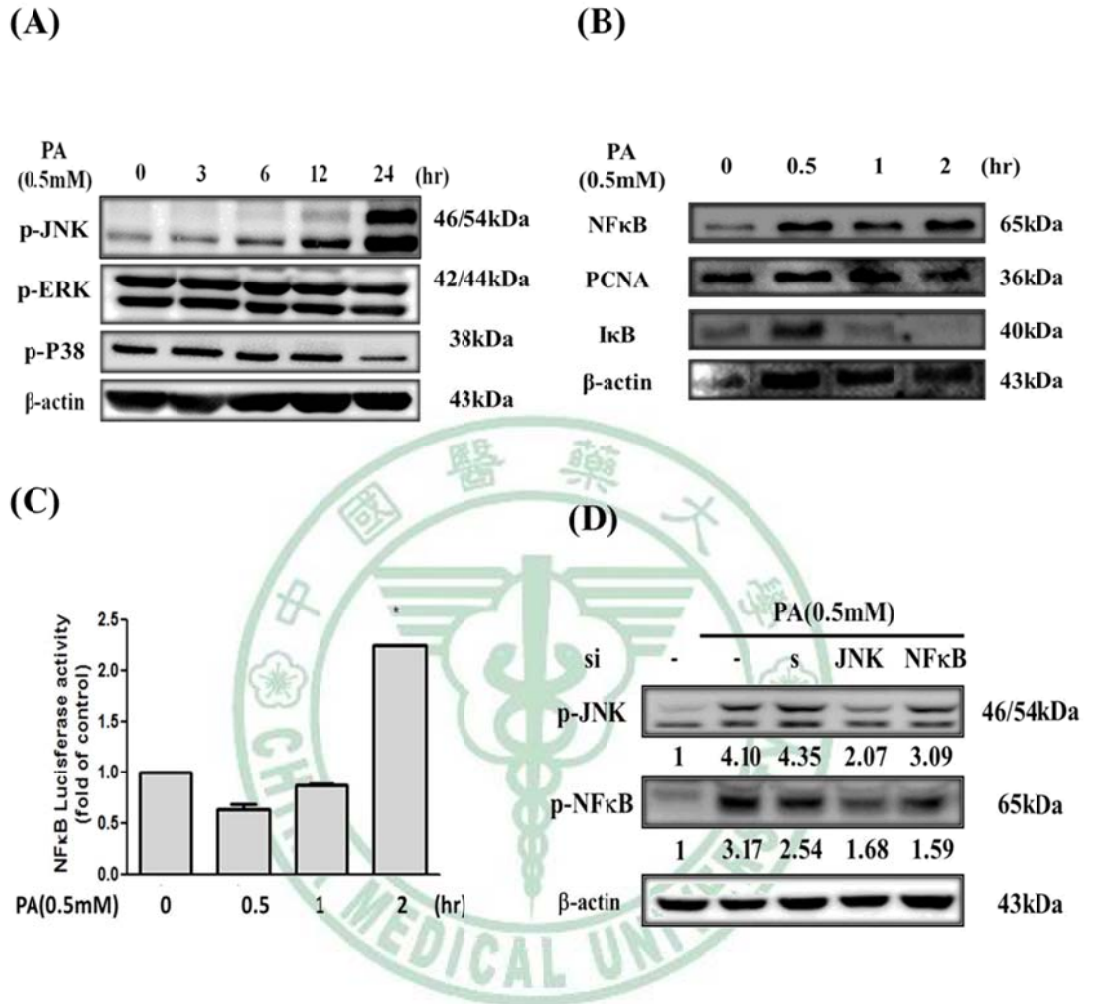 (A)
PA
(0.5mM)
0 3 6 12 24 (hr)
p-JNK 46/54kDa
p-ERK 42/44kDa
p-P38 38kDa
β-actin 43kDa
(B)
PA
(0.5mM)
0 0.5 1 2 (hr)
NFκB 65kDa
PCNA 36kDa
IκB 40kDa
β-actin 43kDa
(C)
NFκB Lucisferase activity
(fold of control)
2.5
2.0
1.5
1.0
0.5
0.0
*
PA(0.5mM) 0 0.5 1 2 (hr)
(D)
PA(0.5mM)
si - - s JNK NFκB
p-JNK 46/54kDa
1 4.10 4.35 2.07 3.09
p-NFκB 65kDa
1 3.17 2.54 1.68 1.59
β-actin 43kDa
中國醫藥大學
CHINA MEDICAL UNIVERSITY